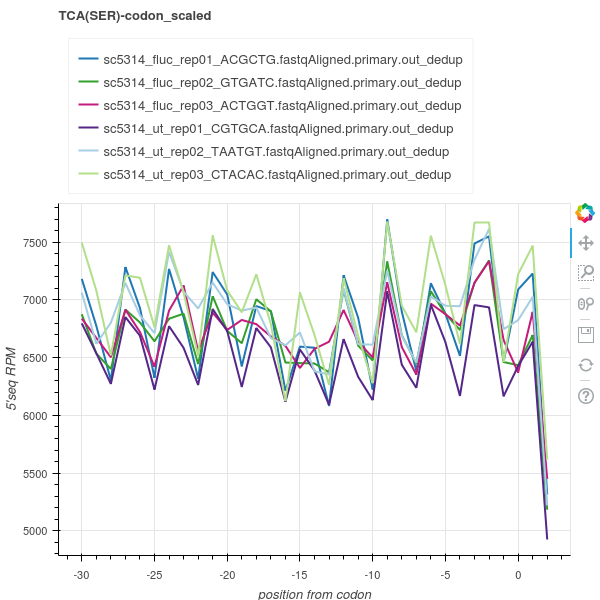 TCA(SER)-codon_scaled
sc5314_fluc_rep01_ACGCTG.fastqAligned.primary.out_dedup
sc5314_fluc_rep02_GTGATC.fastqAligned.primary.out_dedup
sc5314_fluc_rep03_ACTGGT.fastqAligned.primary.out_dedup
sc5314_ut_rep01_CGTGCA.fastqAligned.primary.out_dedup
sc5314_ut_rep02_TAATGT.fastqAligned.primary.out_dedup
sc5314_ut_rep03_CTACAC.fastqAligned.primary.out_dedup
7500
7000
6500
6000
5500
5000
5'seq RPM
-30 -25 -20 -15 -10 -5 0
position from codon